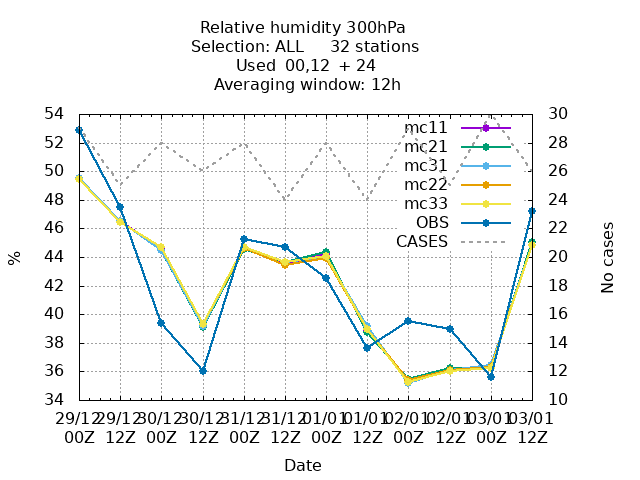 Relative humidity 300hPa
Selection: ALL 32 stations
Used 00,12 + 24
Averaging window: 12h
54 30
52 28
50 26
48 24
46 22
44 20
42 18
40 16
38 14
36 12
34 10
%
No cases
mc11
mc21
mc31
mc22
mc33
OBS
CASES
29/12 29/12 30/12 30/12 31/12 31/12 01/01 01/01 02/01 02/01 03/01 03/01
00Z 12Z 00Z 12Z 00Z 12Z 00Z 12Z 00Z 12Z 00Z 12Z
Date